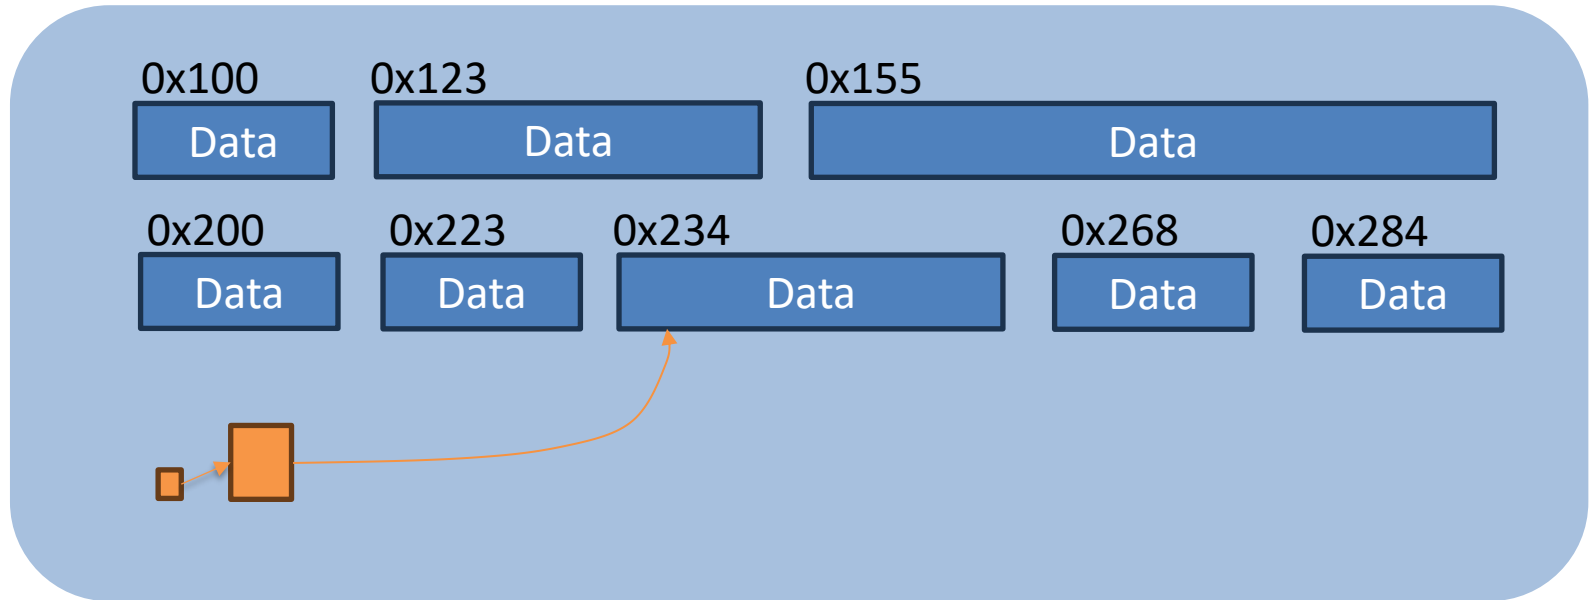 0x100 0x123 0x155
Data Data Data
0x200 0x223 0x234 0x268 0x284
Data Data Data Data Data